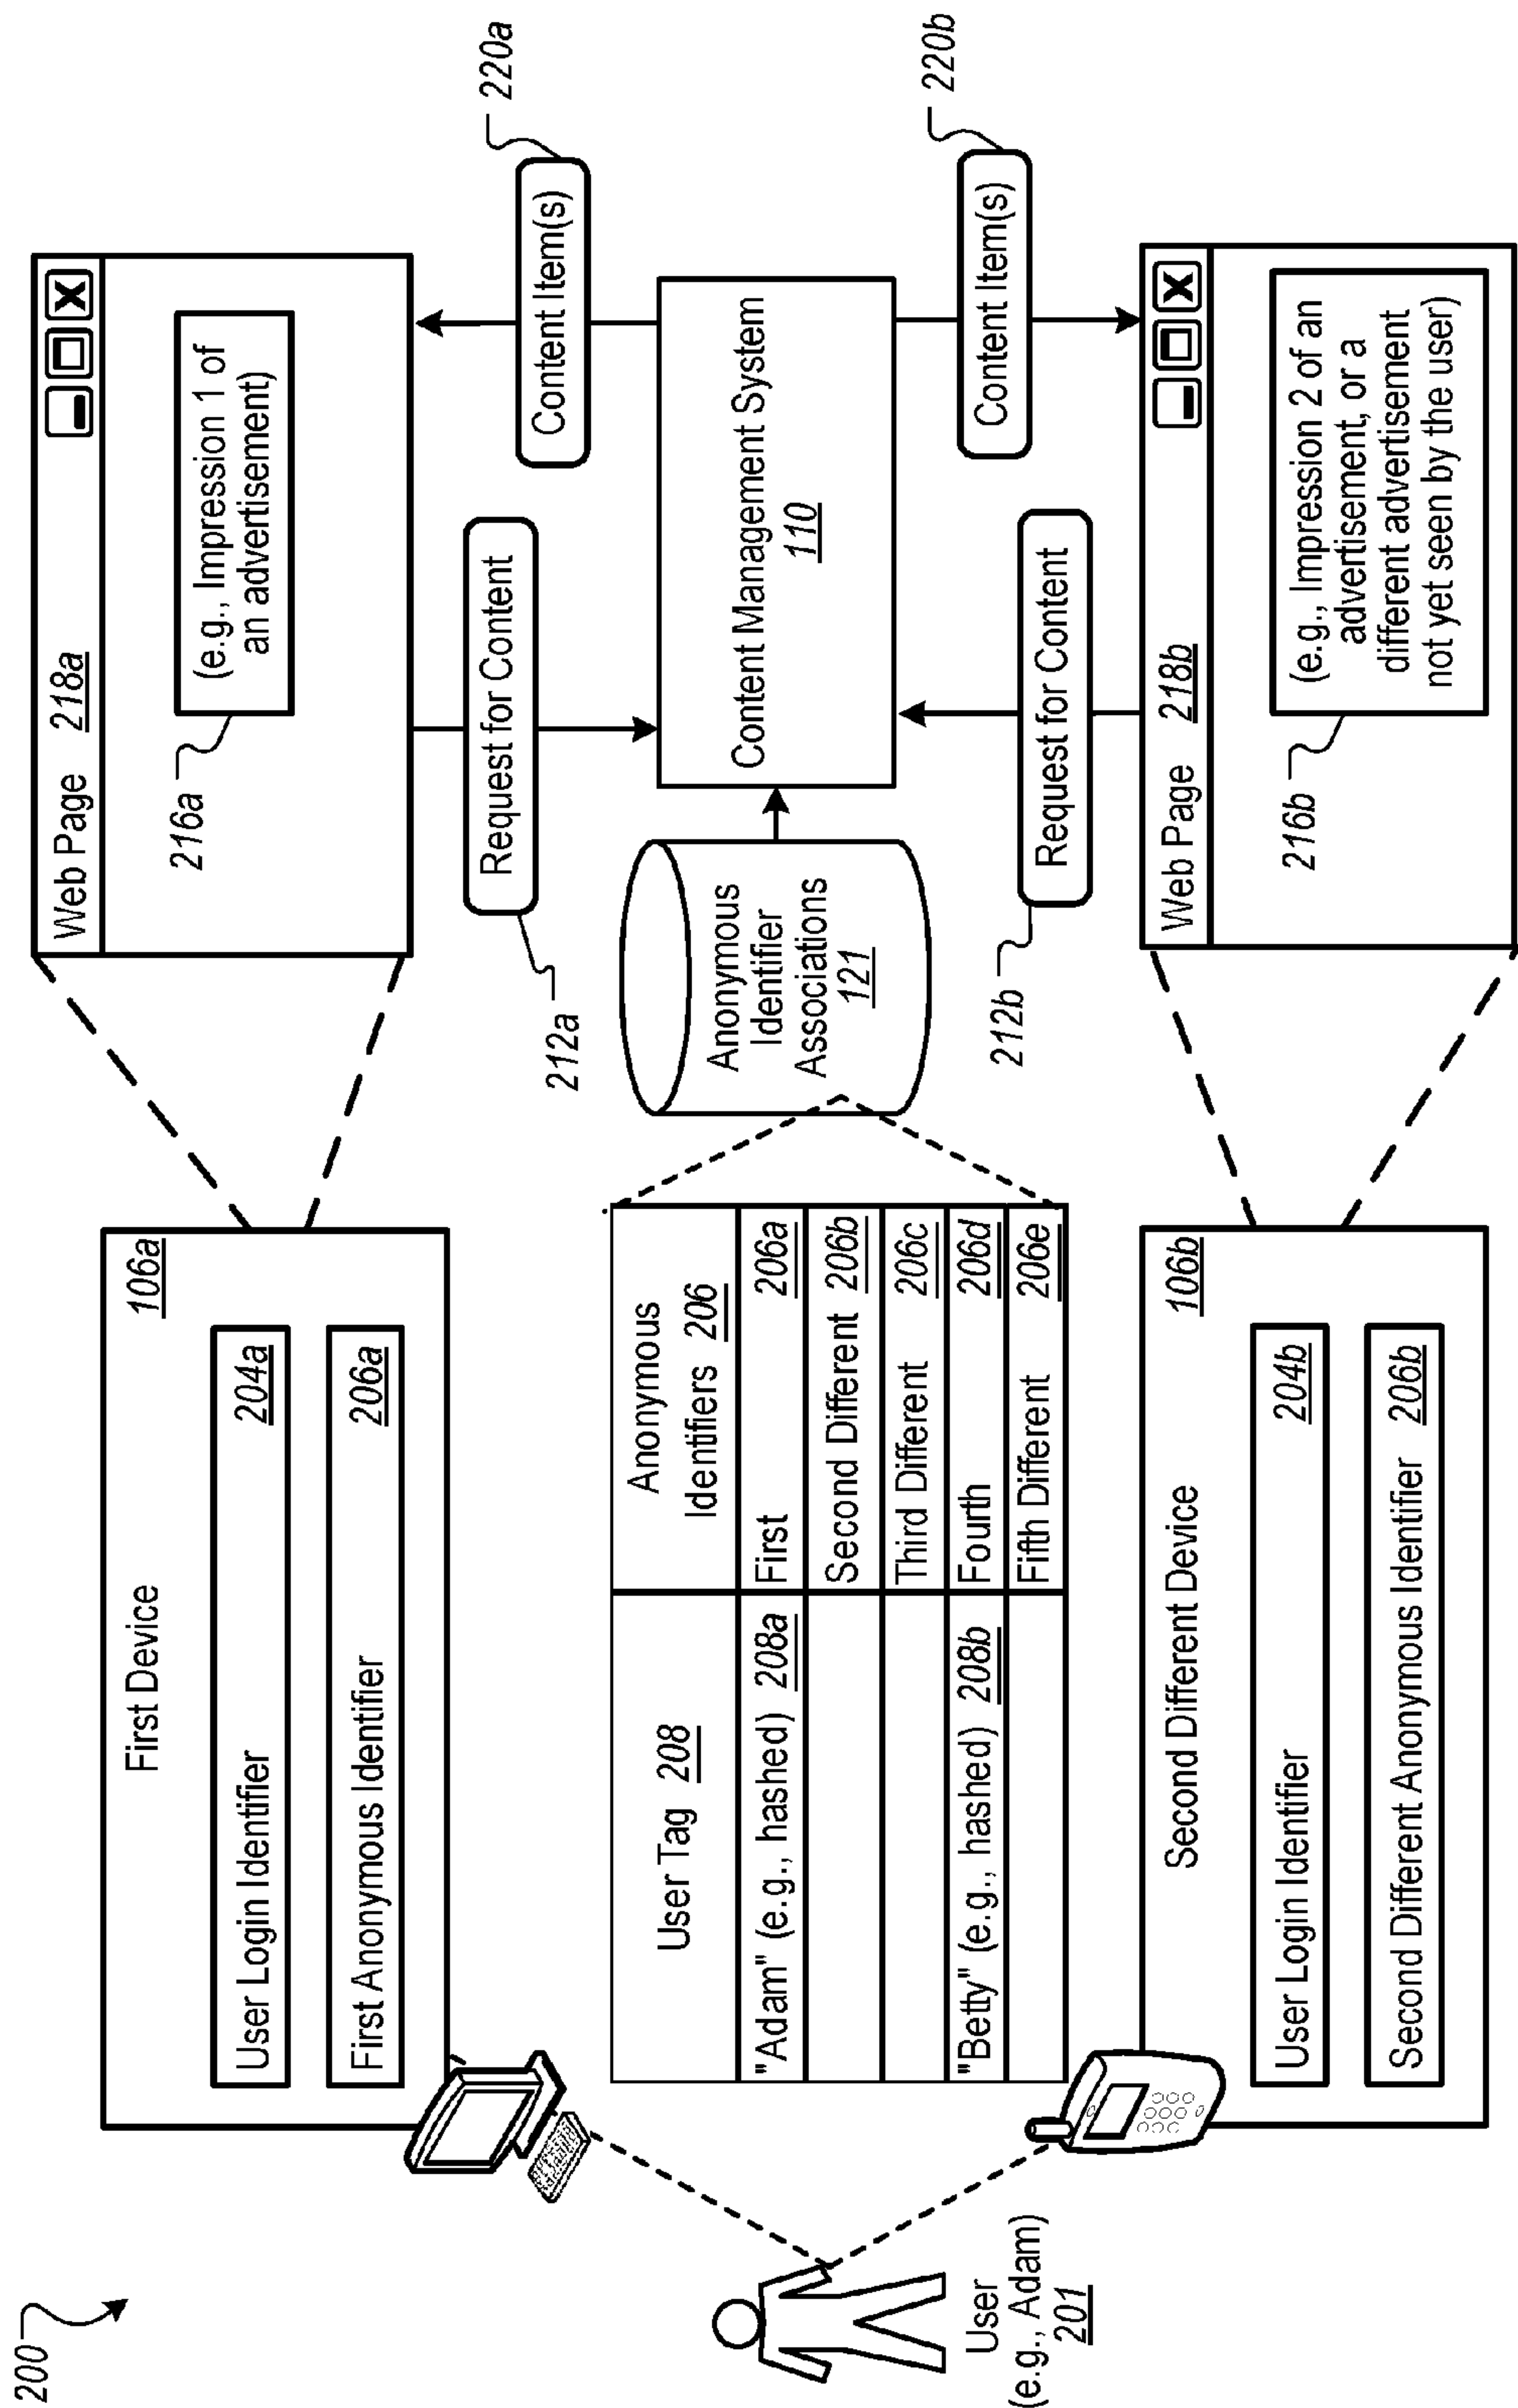 200
First Device
106a
User Login Identifier 204a
First Anonymous Identifier 206a
Web Page 218a
216a
(e.g., Impression 1 of
an advertisement)
212a
Request for Content
Content Item(s)
220a
User
(e.g., Adam)
201
User Tag 208
Anonymous
Identifiers 206
"Adam" (e.g., hashed) 208a
First 206a
Second Different 206b
Third Different 206c
"Betty" (e.g., hashed) 208b
Fourth 206d
Fifth Different 206e
Anonymous
Identifier
Associations
121
Content Management System
110
212b
Request for Content
Content Item(s)
220b
Second Different Device
106b
User Login Identifier 204b
Second Different Anonymous Identifier 206b
Web Page 218b
216b
(e.g., Impression 2 of an
advertisement, or a
different advertisement
not yet seen by the user)